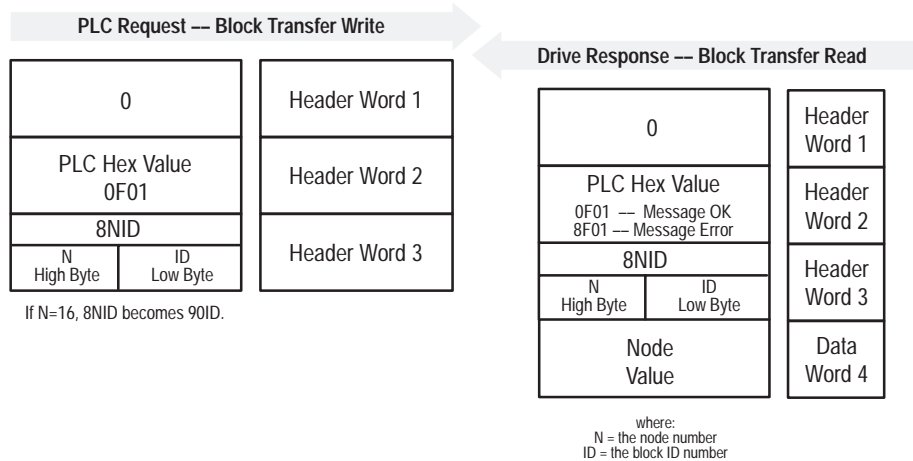 PLC Request –– Block Transfer Write
0
Header Word 1
PLC Hex Value
0F01
Header Word 2
8NID
N
High Byte
ID
Low Byte
Header Word 3
If N=16, 8NID becomes 90ID.
Drive Response –– Block Transfer Read
0
Header
Word 1
PLC Hex Value
0F01 –– Message OK
8F01 –– Message Error
Header
Word 2
8NID
N
High Byte
ID
Low Byte
Header
Word 3
Node
Value
Data
Word 4
where:
N = the node number
ID = the block ID number